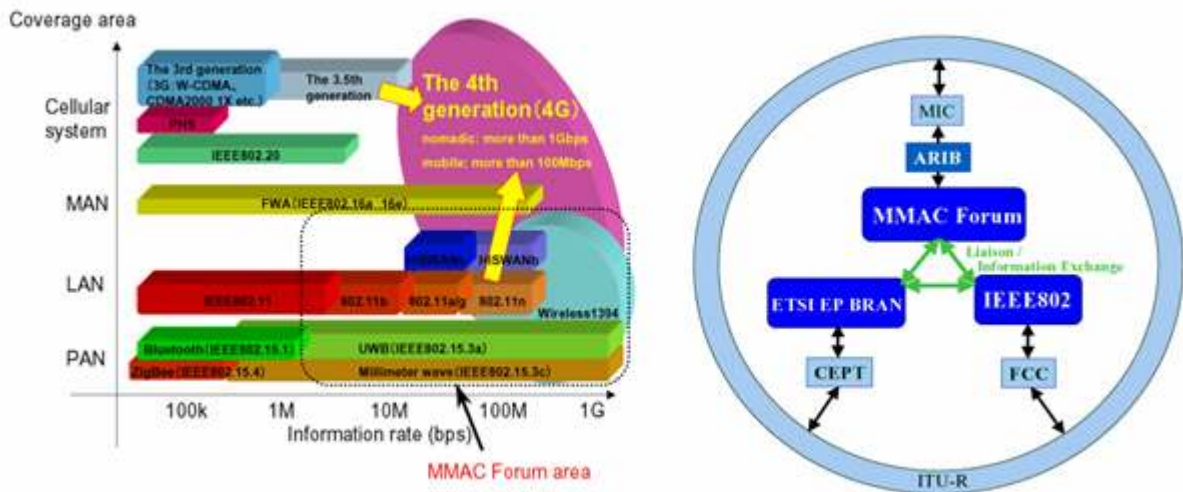 Coverage area
The 3rd generation
(3G:W-CDMA,
CDMA2000 1X etc.)
The 3.5th
generation
The 4th
generation(4G)
nomadic: more than 1Gbps
mobile; more than 100Mbps
Cellular
system
PHS
IEEE802.20
MAN
FWA(IEEE802.16a 16e)
HISWANb
LAN
IEEE802.11
802.11b
802.11a/g
802.11n
Wireless1394
PAN
Bluetooth(IEEE802.15.1)
UWB(IEEE802.15.3a)
ZigBee(IEEE802.15.4)
Millimeter wave(IEEE802.15.3c)
100k
1M
10M
100M
1G
Information rate (bps)
MMAC Forum area
MIC
ARIB
MMAC Forum
Liaison /
Information Exchange
ETSI EP BRAN
IEEE802
CEPT
FCC
ITU-R